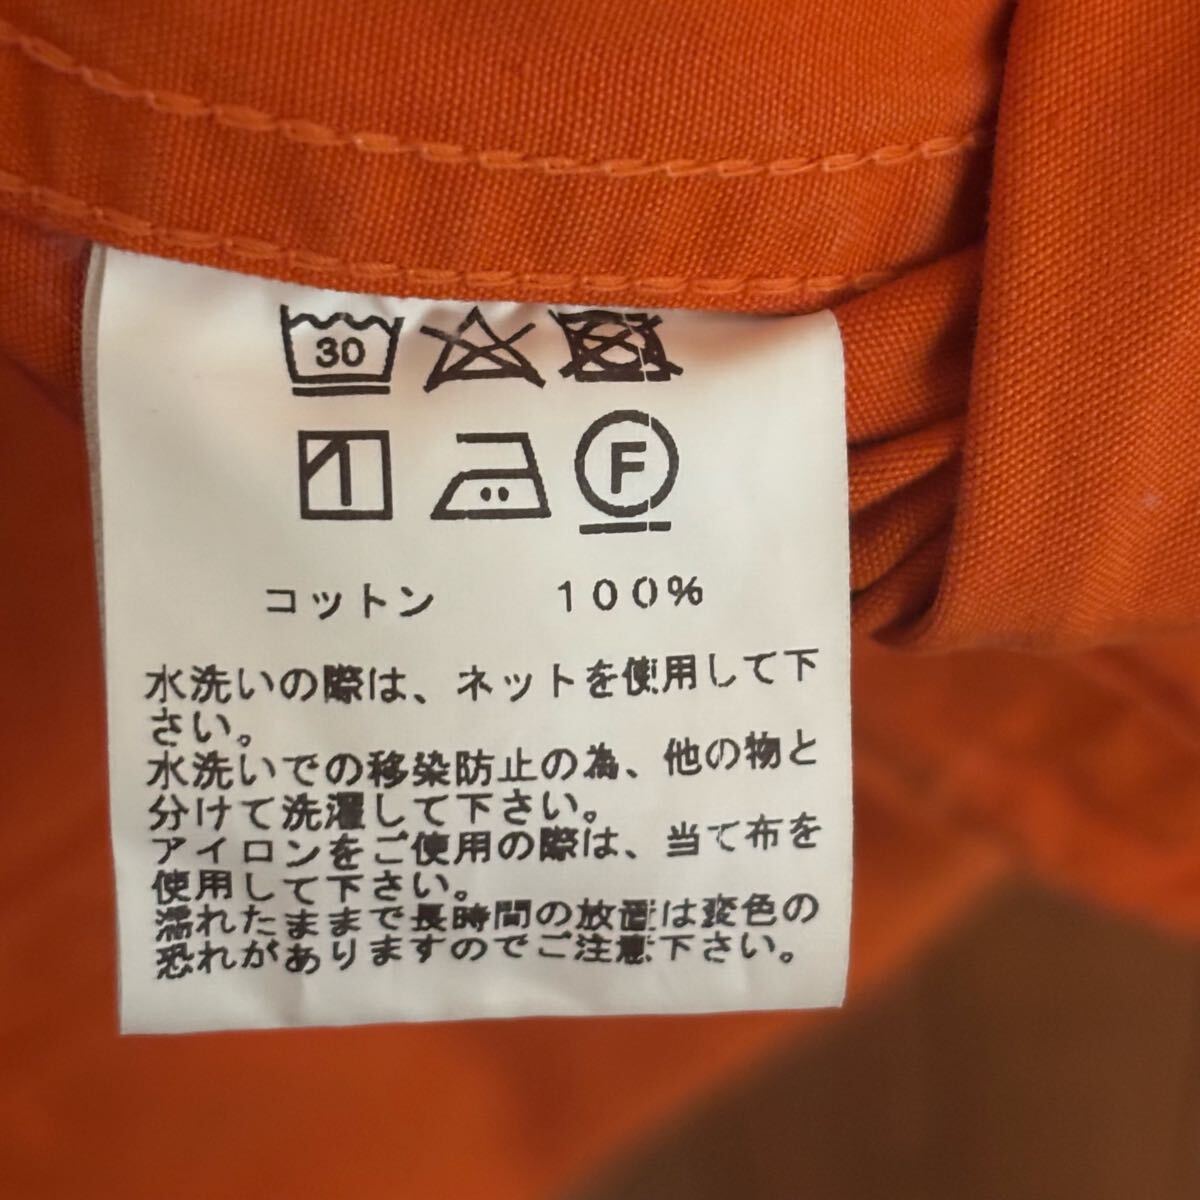 30
F
コットン 100%
水洗いの際は、ネットを使用して下
さい。
水洗いでの移染防止の為、他の物と
分けて洗濯して下さい。
アイロンをご使用の際は、当て布を
使用して下さい。
濡れたままで長時間の放置は変色の
恐れがありますのでご注意下さい。